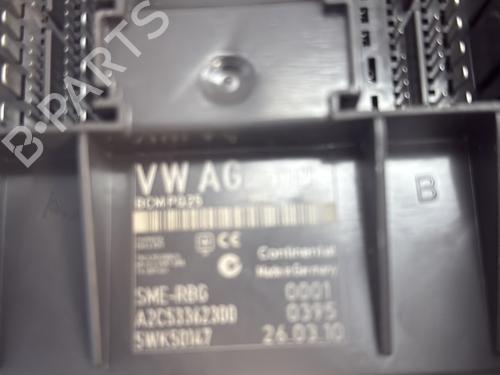 B-PARTS
A
B
VW AG
BCM PQ25
Continental
Made in Germany
SME-RBG 0001
A2C53362300 0395
5WK50147 26.03.10